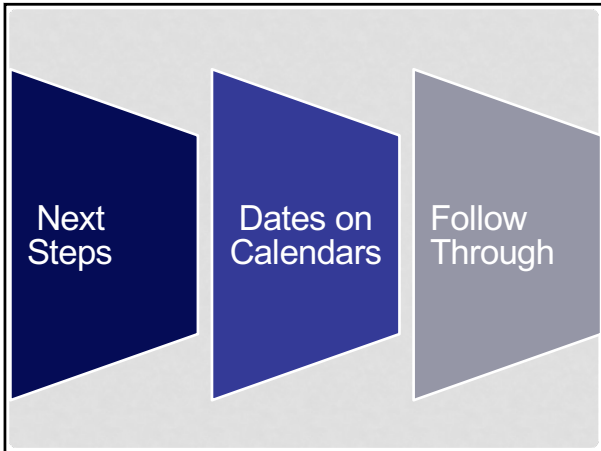 Next
Steps
Dates on
Calendars
Follow
Through